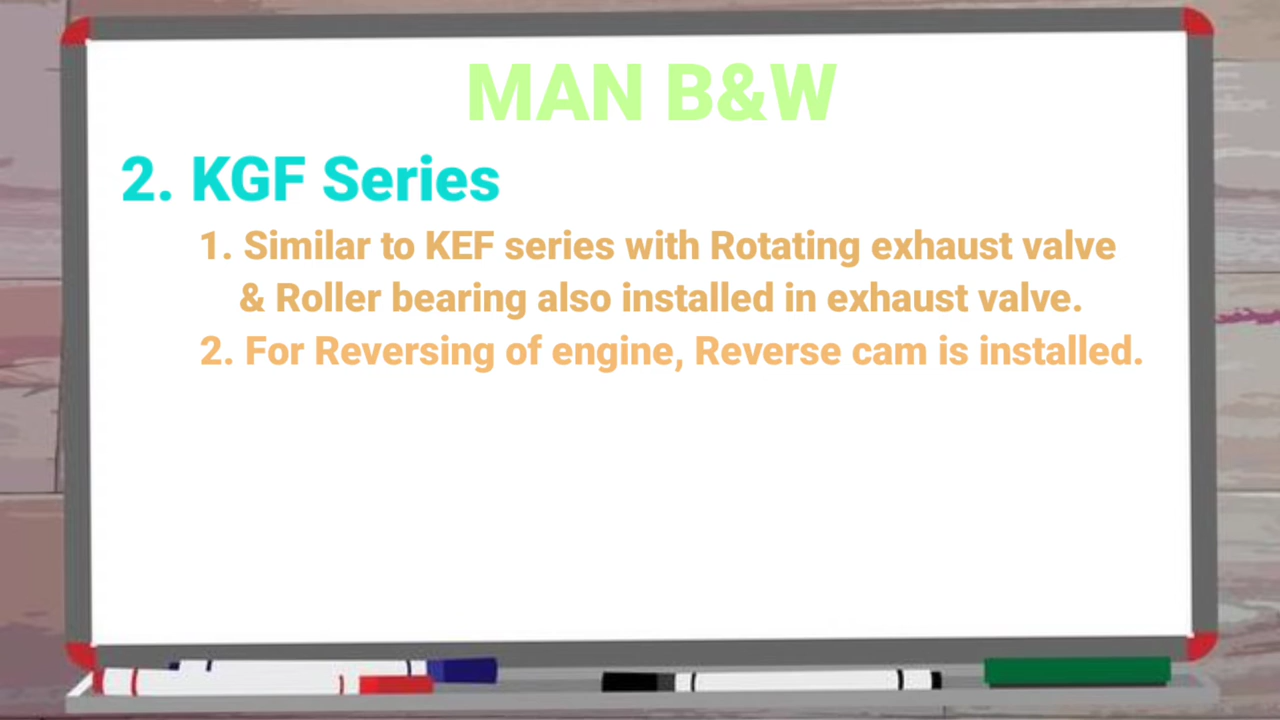 MAN B&W
2. KGF Series
1. Similar to KEF series with Rotating exhaust valve
& Roller bearing also installed in exhaust valve.
2. For Reversing of engine, Reverse cam is installed.